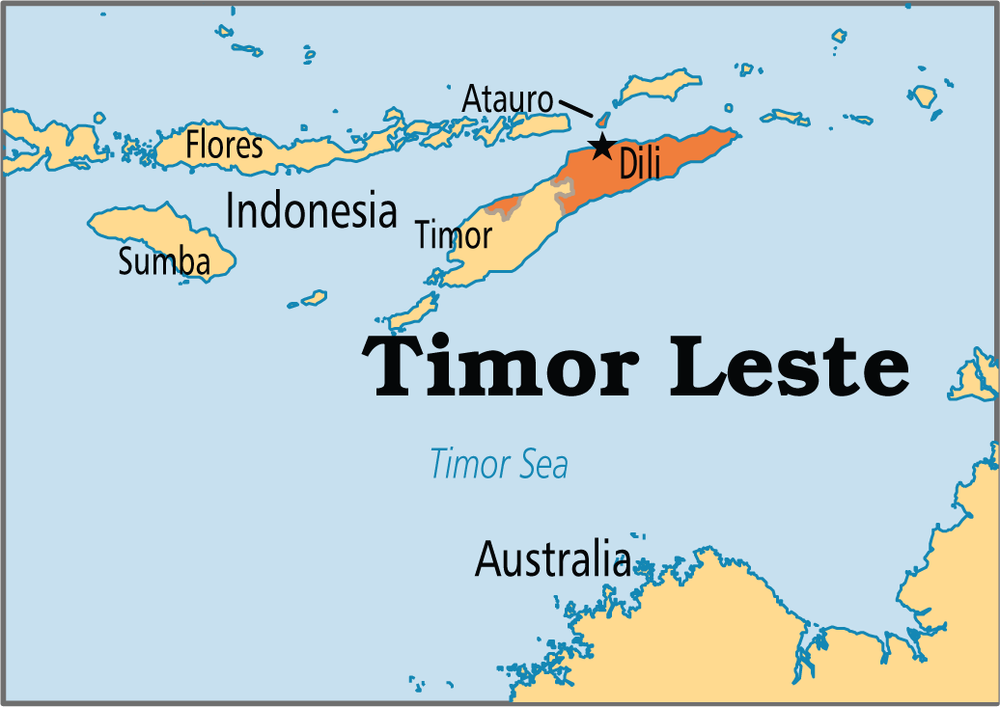 Atauro
Flores
Dili
Indonesia
Timor
Sumba
Timor Leste
Timor Sea
Australia